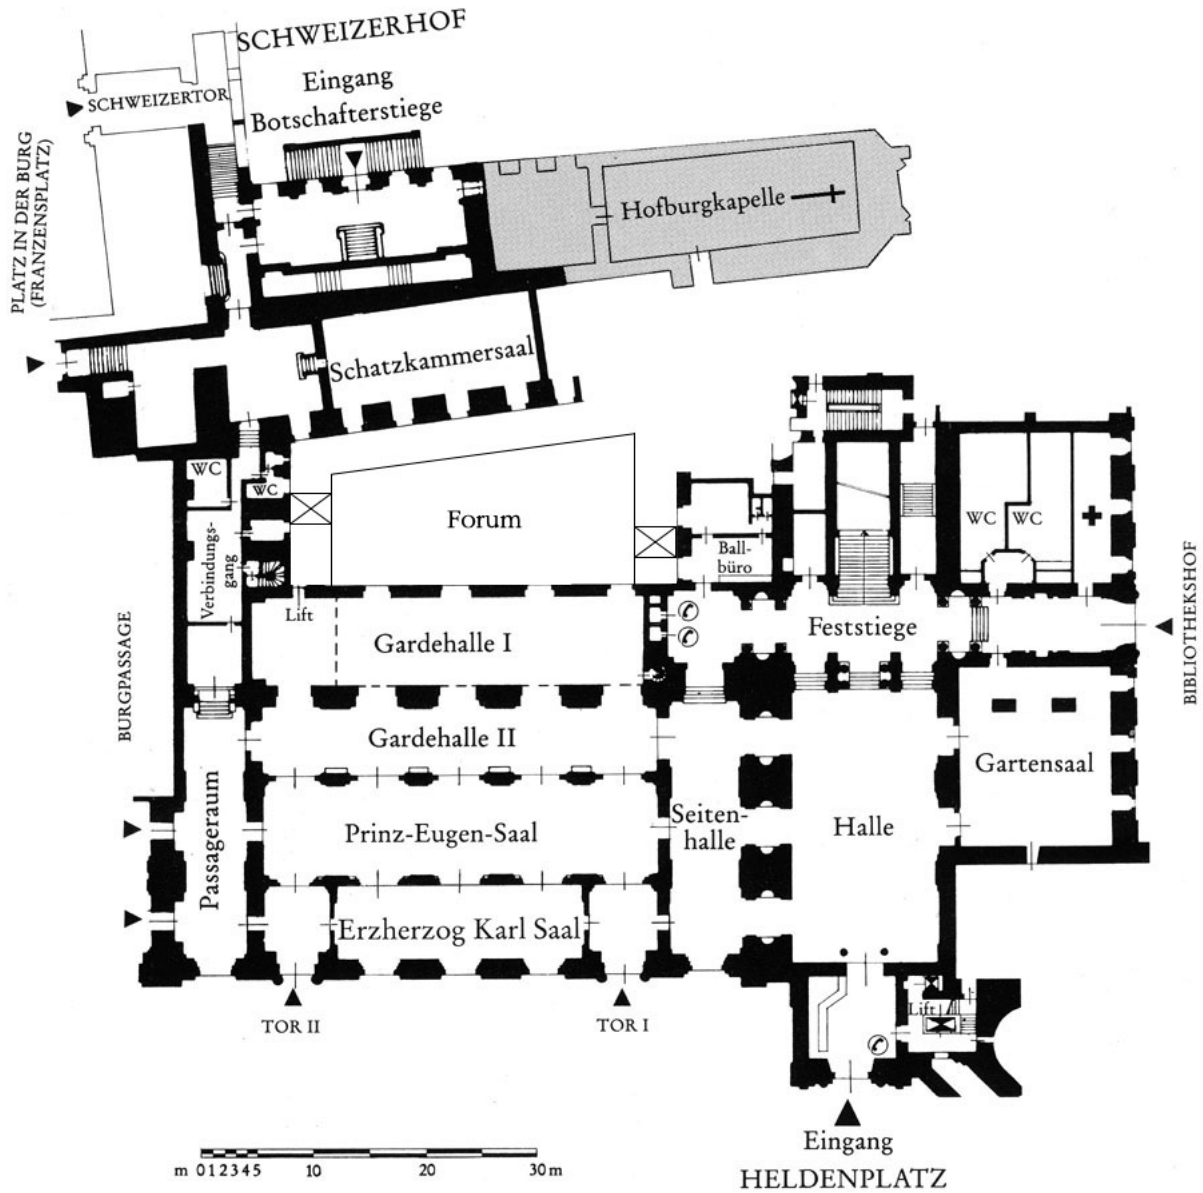 SCHWEIZERHOF
Eingang
Botschafterstiege
SCHWEIZERTOR
PLATZ IN DER BURG
(FRANZENSPLATZ)
Hofburgkapelle
Schatzkammersaal
WC
WC
Forum
Ball-
büro
WC
WC
Verbindungs-
gang
Lift
Gardehalle I
Feststiege
BIBLIOTHEKSHOF
BURGPASSAGE
Gardehalle II
Gartensaal
Passageraum
Prinz-Eugen-Saal
Seiten-
halle
Halle
Erzherzog Karl Saal
TOR II
TOR I
Lift
Eingang
HELDENPLATZ
m 0 1 2 3 4 5 10 20 30 m